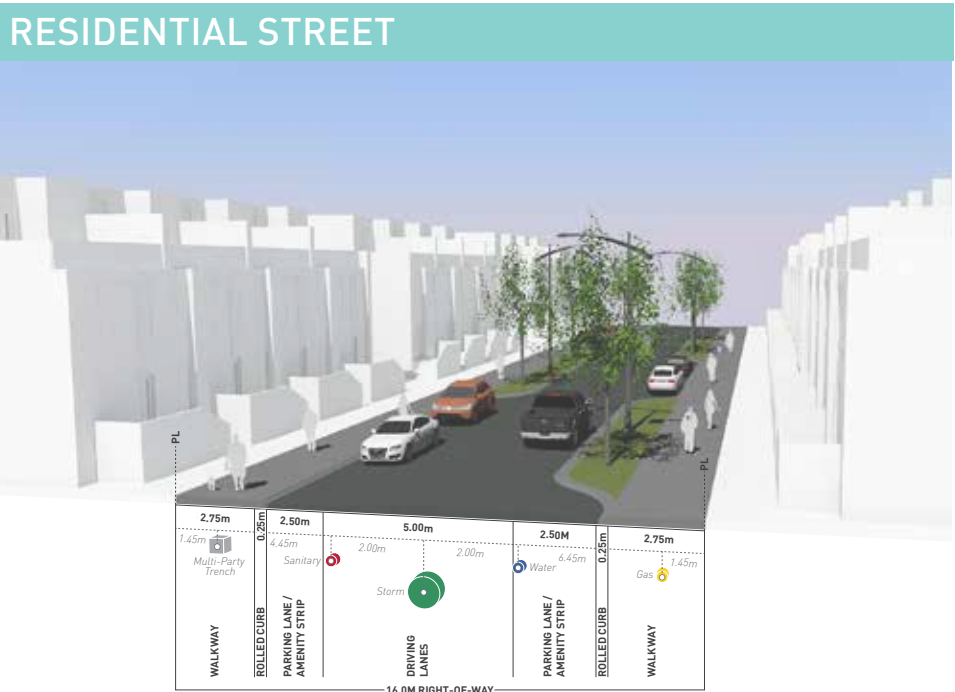 RESIDENTIAL STREET
PL
PL
2.75m
0.25m
2.50m
5.00m
2.50M
0.25m
2.75m
1.45m
4.45m
2.00m
2.00m
6.45m
1.45m
Multi-Party
Trench
Sanitary
Storm
Water
Gas
WALKWAY
ROLLED CURB
PARKING LANE /
AMENITY STRIP
DRIVING
LANES
PARKING LANE /
AMENITY STRIP
ROLLED CURB
WALKWAY
16.0M RIGHT-OF-WAY